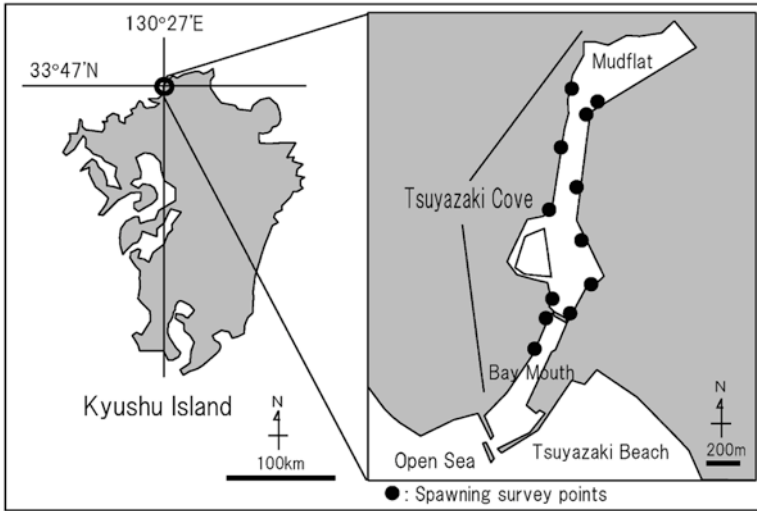 130°27'E
33°47'N
Kyushu Island
N
100km
Mudflat
Tsuyazaki Cove
Bay Mouth
Open Sea
Tsuyazaki Beach
N
200m
● : Spawning survey points